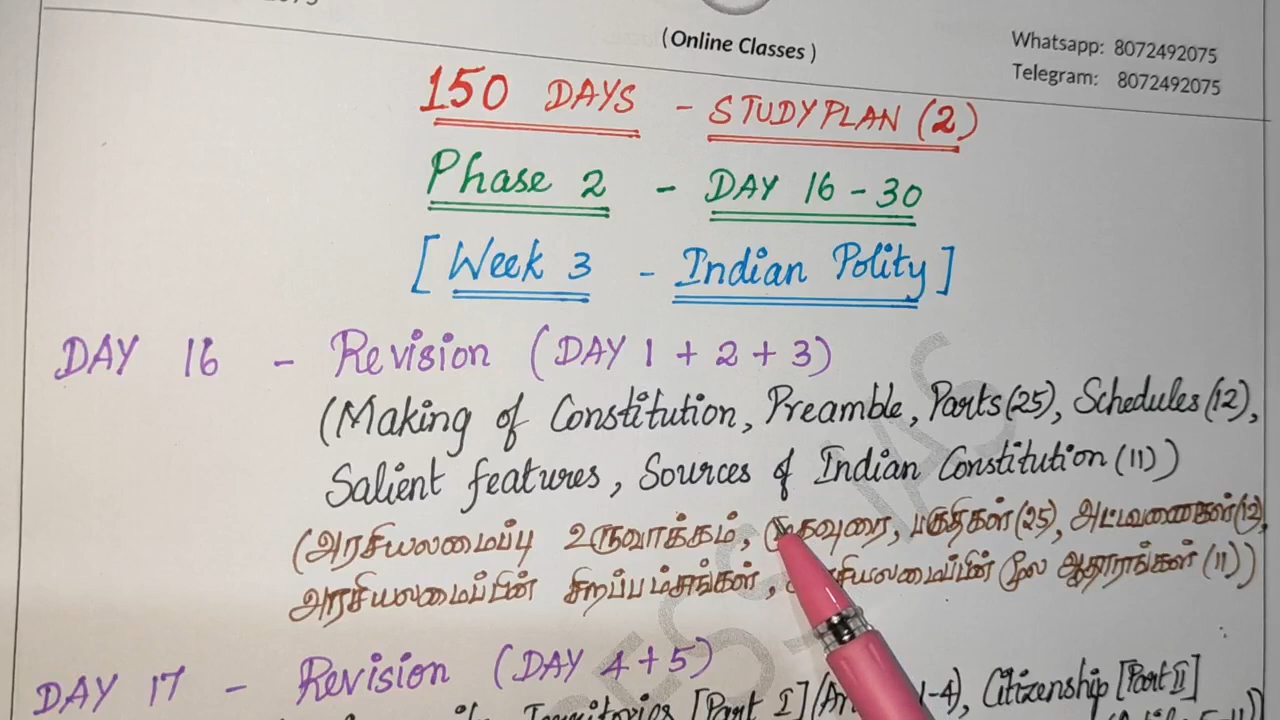 (Online Classes)
Whatsapp: 8072492075
Telegram: 8072492075
150 DAYS - STUDY PLAN (2)
Phase 2 - DAY 16 - 30
[Week 3 - Indian Polity]
DAY 16 - Revision (DAY 1 + 2 + 3)
(Making of Constitution, Preamble, Parts (25), Schedules (12),
Salient features, Sources of Indian Constitution (11))
(அரசியலமைப்பு உருவாக்கம், முகவுரை, பகுதிகள் (25), அட்டவணைகள் (12),
அரசியலமைப்பின் சிறப்பம்சங்கள், அரசியலமைப்பின் மூல ஆதாரங்கள் (11))
DAY 17 - Revision (DAY 4 + 5)
Territories [Part I] 1-4), Citizenship [Part II]